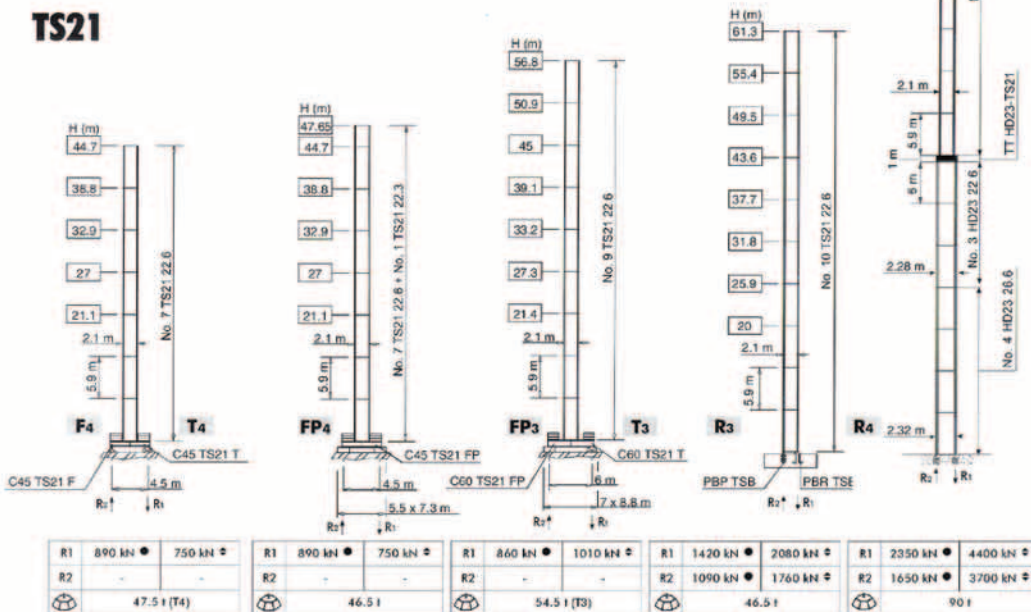 TS21
H (m)
44.7
38.8
32.9
27
21.1
2.1 m
5.9 m
No. 7 TS21 22.6
F4
T4
C45 TS21 F
C45 TS21 T
4.5 m
R2
R1
H (m)
47.65
44.7
38.8
32.9
27
21.1
2.1 m
5.9 m
No. 7 TS21 22.6 + No. 1 TS21 22.3
FP4
C45 TS21 FP
4.5 m
5.5 x 7.3 m
R2
R1
H (m)
56.8
50.9
45
39.1
33.2
27.3
21.4
2.1 m
5.9 m
No. 9 TS21 22.6
FP3
T3
C60 TS21 FP
C60 TS21 T
6 m
7 x 8.8 m
R2
R1
H (m)
61.3
55.4
49.5
43.6
37.7
31.8
25.9
20
2.1 m
5.9 m
No. 10 TS21 22.6
R3
PBP TSB
PBR TSB
R2
R1
2.1 m
5.9 m
1 m
6 m
TT HD23-TS21
No. 3 HD23 22.6
2.28 m
No. 4 HD23 26.6
R4
2.32 m
R2
R1
R1 890 kN ● 750 kN
R2 - -
47.5 t (T4)
R1 890 kN ● 750 kN
R2 - -
46.5 t
R1 860 kN ● 1010 kN
R2 - -
54.5 t (T3)
R1 1420 kN ● 2080 kN
R2 1090 kN ● 1760 kN
46.5 t
R1 2350 kN ● 4400 kN
R2 1650 kN ● 3700 kN
90 t